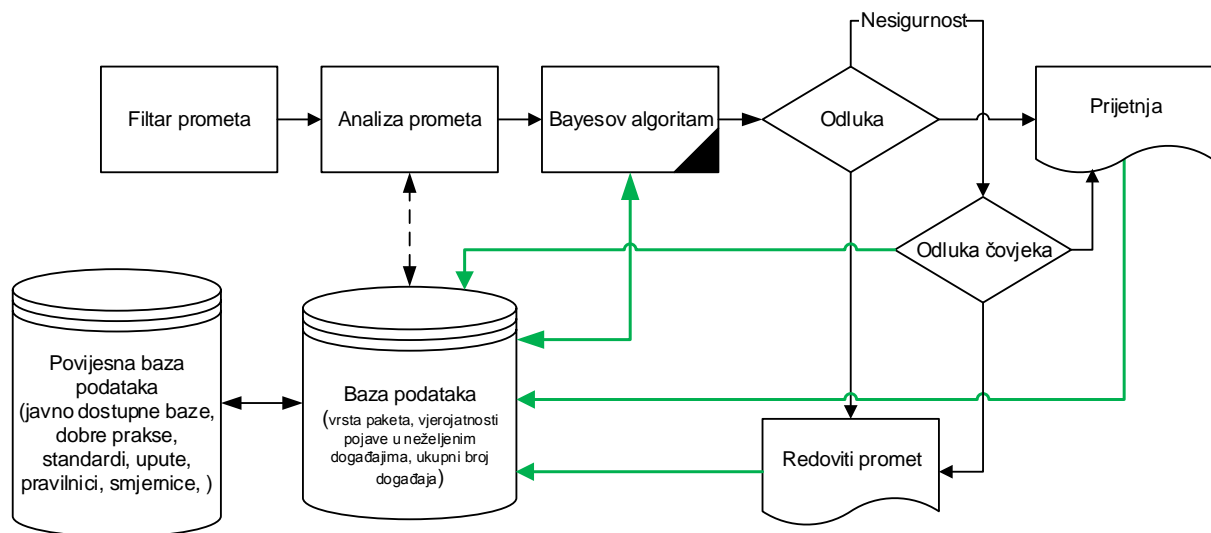 Nesigurnost
Filtar prometa
Analiza prometa
Bayesov algoritam
Odluka
Prijetnja
Odluka čovjeka
Povijesna baza
podataka
(javno dostupne baze,
dobre prakse,
standardi, upute,
pravilnici, smjernice, )
Baza podataka
(vrsta paketa, vjerojatnosti
pojave u neželjenim
događajima, ukupni broj
događaja)
Redoviti promet